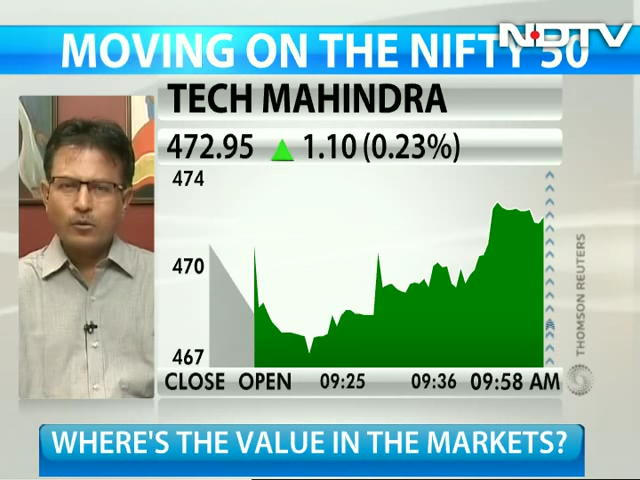 NDTV
MOVING ON THE NIFTY 50
TECH MAHINDRA
472.95 ▲ 1.10 (0.23%)
474
470
467
CLOSE OPEN 09:25 09:36 09:58 AM
THOMSON REUTERS
WHERE'S THE VALUE IN THE MARKETS?